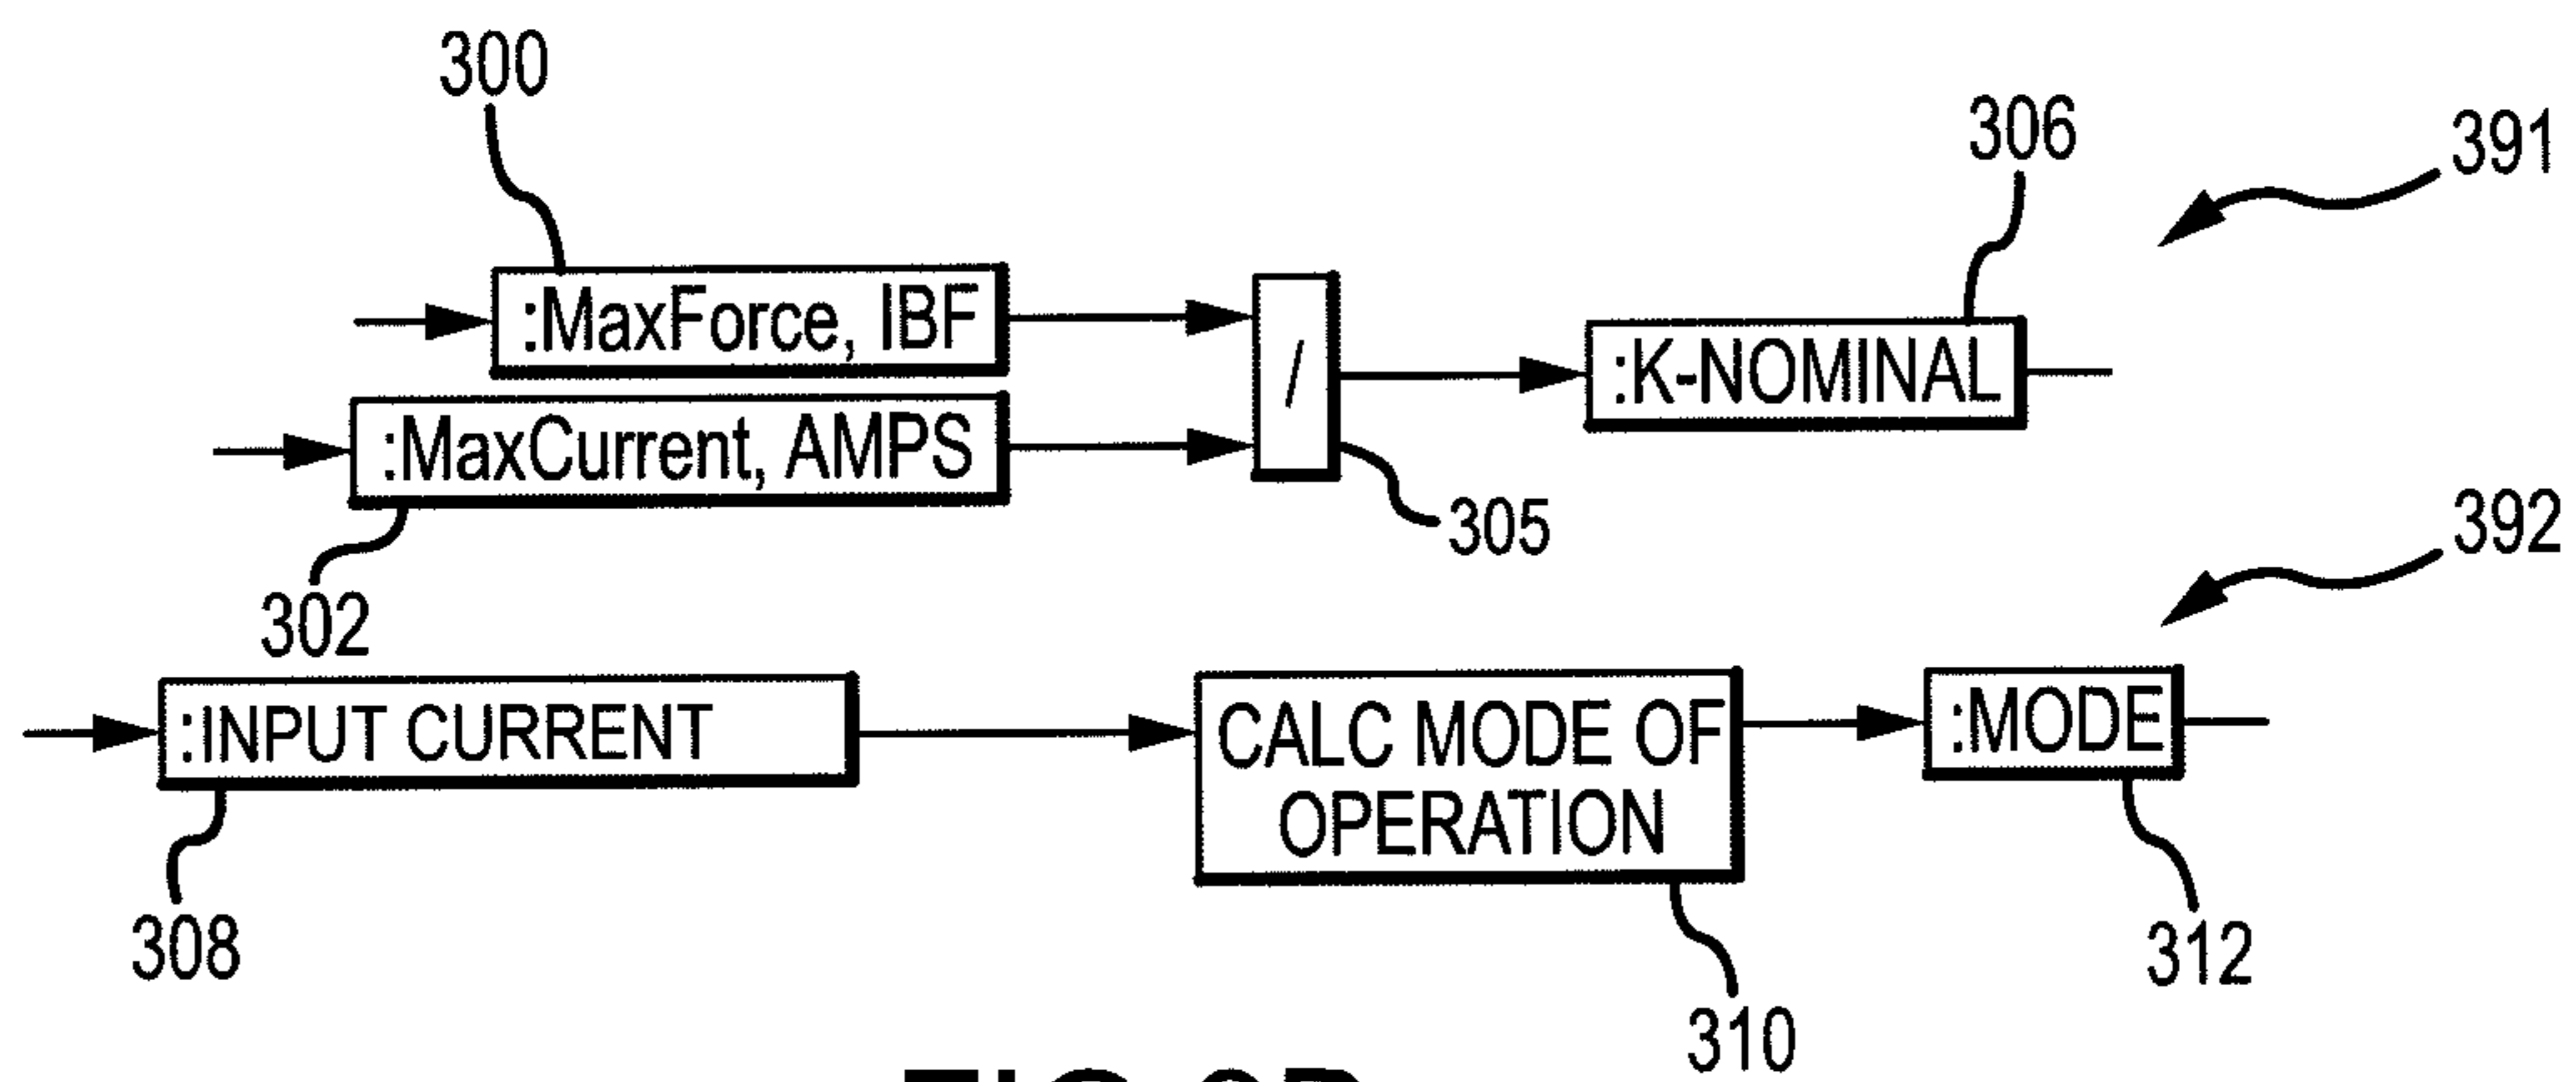 300
306
391
:MaxForce, IBF
/
:K-NOMINAL
:MaxCurrent, AMPS
305
392
302
:INPUT CURRENT
CALC MODE OF
OPERATION
:MODE
308
310
312